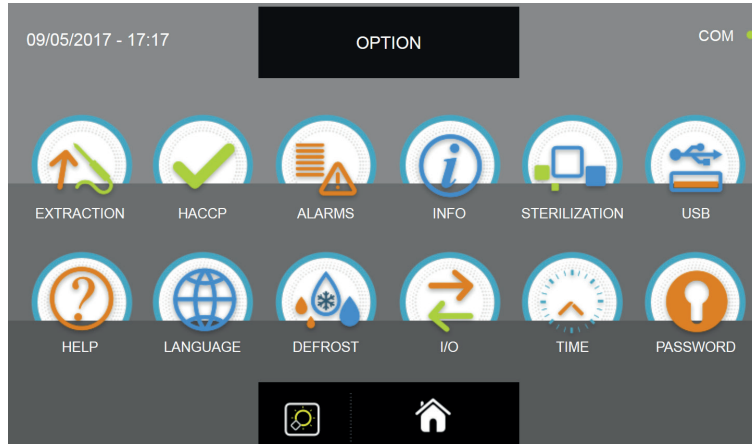 09/05/2017 - 17:17
OPTION
COM
EXTRACTION
HACCP
ALARMS
INFO
STERILIZATION
USB
HELP
LANGUAGE
DEFROST
I/O
TIME
PASSWORD